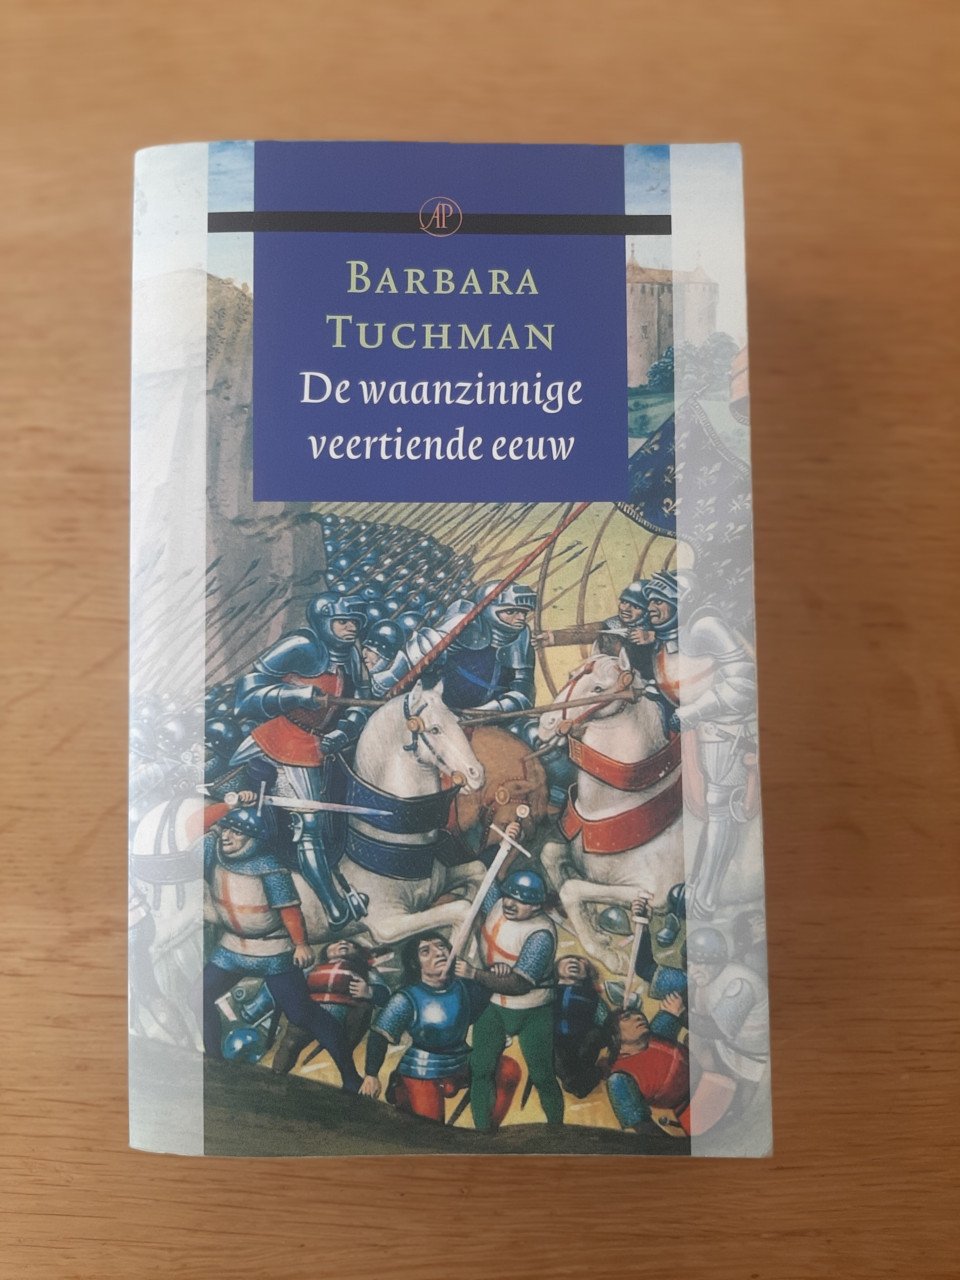 AP
BARBARA
TUCHMAN
De waanzinnige
veertiende eeuw